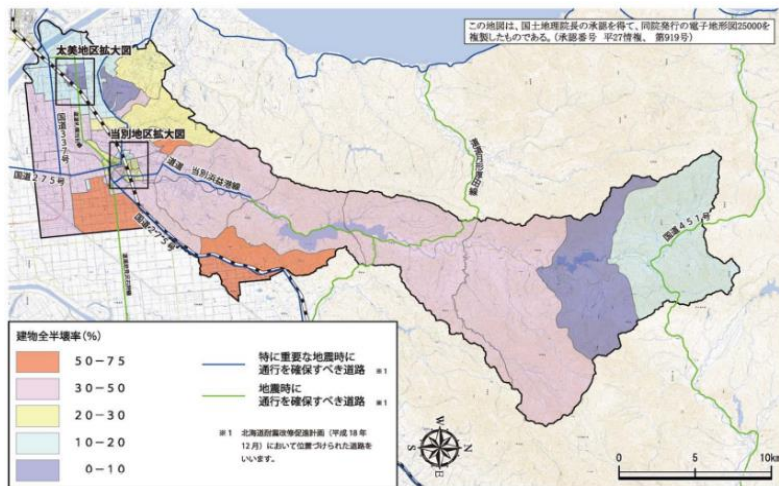 この地図は、国土地理院長の承認を得て、同院発行の電子地形図25000を
複製したものである。(承認番号 平27情複、 第919号)
太美地区拡大図
国道337号
当別地区拡大図
国道275号
道道 当別浜益港線
国道275号
国道451号
建物全半壊率(%)
50-75
30-50
20-30
10-20
0-10
特に重要な地震時に
通行を確保すべき道路 ※1
地震時に
通行を確保すべき道路 ※1
※1 北海道耐震改修促進計画(平成18年
12月)において位置づけられた道路を
いいます。
W
N
S
E
0 5 10km